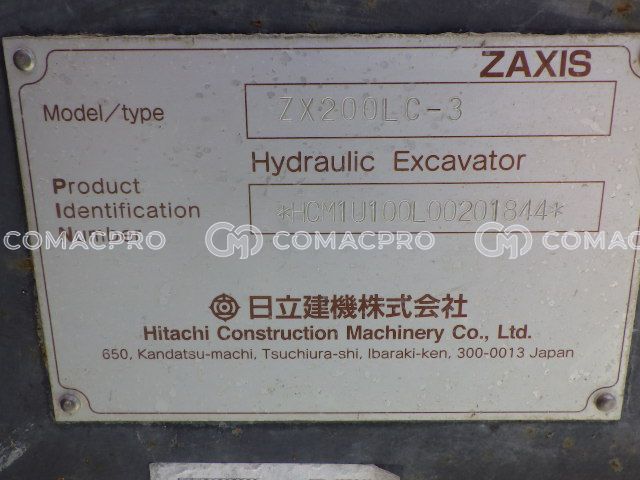 ZAXIS
Model/type ZX200LC-3
Hydraulic Excavator
Product
Identification *HCM1U100L00201844*
Number
COMACPRO COMACPRO COMACPRO
日立建機株式会社
Hitachi Construction Machinery Co., Ltd.
650, Kandatsu-machi, Tsuchiura-shi, Ibaraki-ken, 300-0013 Japan